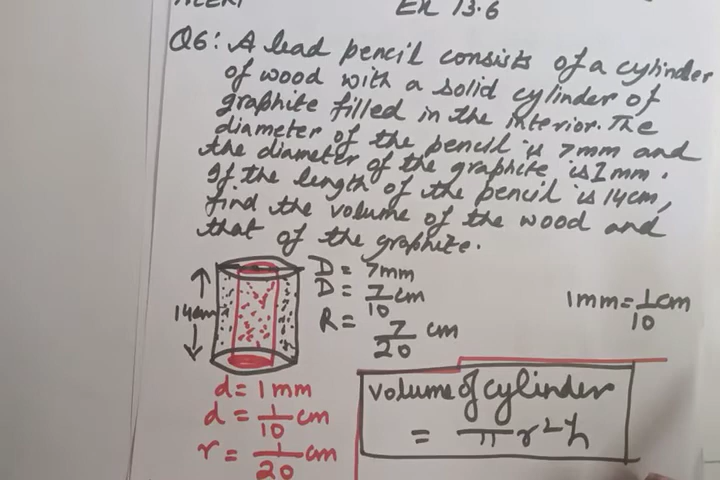 Ex 13.6
Q6: A lead pencil consists of a cylinder
of wood with a solid cylinder of
graphite filled in the interior. The
diameter of the pencil is 7mm and
the diameter of the graphite is 1mm.
If the length of the pencil is 14cm,
find the volume of the wood and
that of the graphite.
D = 7mm
D = 7/10 cm
R = 7/20 cm
1mm = 1/10 cm
14cm
d = 1mm
d = 1/10 cm
r = 1/20 cm
volume of cylinder
= πr²h